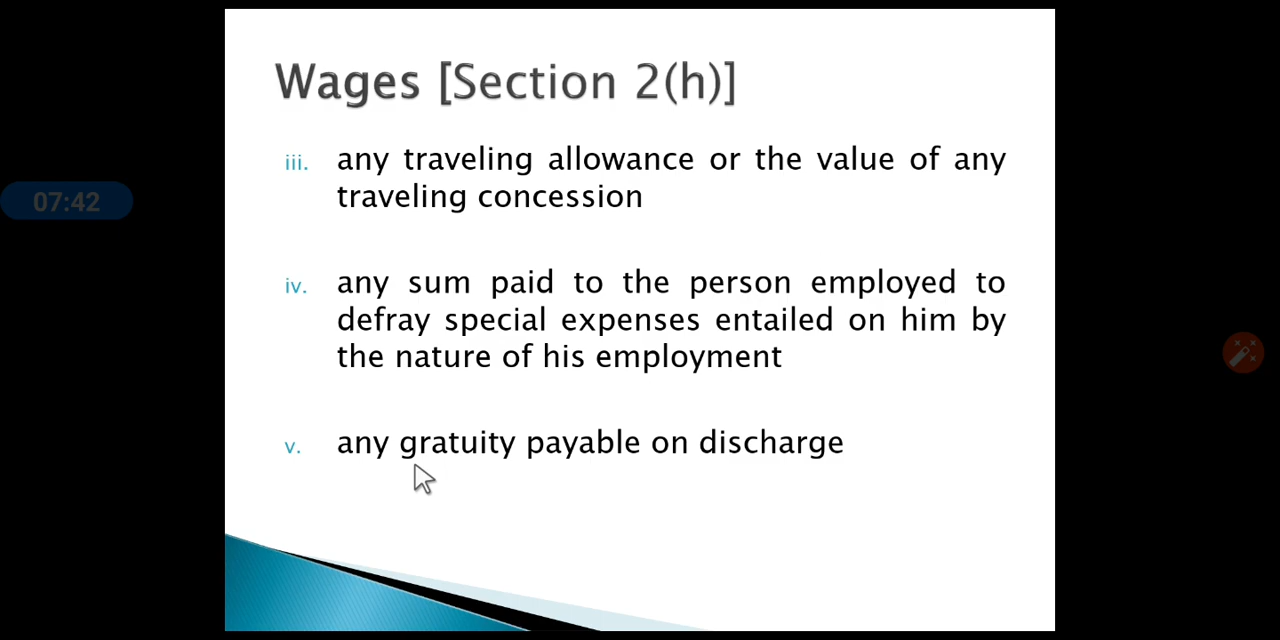 Wages [Section 2(h)]
iii. any traveling allowance or the value of any
traveling concession
07:42
iv. any sum paid to the person employed to
defray special expenses entailed on him by
the nature of his employment
v. any gratuity payable on discharge